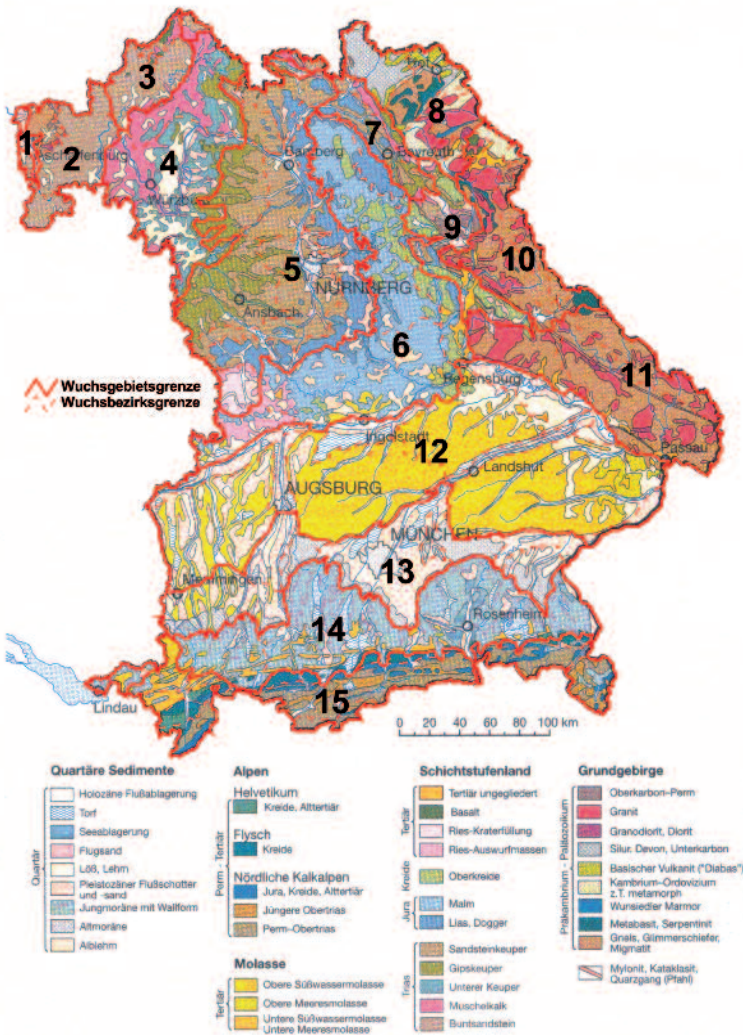 Hof
3
8
7
1
Aschaffenburg
2
4
Bamberg
Bayreuth
Würzburg
9
5
10
NÜRNBERG
Ansbach
6
Wuchsgebietsgrenze
Wuchsbezirksgrenze
Regensburg
11
Ingolstadt
12
Passau
Landshut
AUGSBURG
MÜNCHEN
13
Memmingen
14
Rosenheim
15
Lindau
0 20 40 60 80 100 km
Quartäre Sedimente
Quartär
Holozäne Flußablagerung
Torf
Seeablagerung
Flugsand
Löß, Lehm
Pleistozäner Flußschotter
und -sand
Jungmoräne mit Wallform
Altmoräne
Alblehm
Alpen
Helvetikum
Perm - Tertiär
Kreide, Alttertiär
Flysch
Kreide
Nördliche Kalkalpen
Jura, Kreide, Alttertiär
Jüngere Obertrias
Perm-Obertrias
Molasse
Tertiär
Obere Süßwassermolasse
Obere Meeresmolasse
Untere Süßwassermolasse
Untere Meeresmolasse
Schichtstufenland
Tertiär
Tertiär ungegliedert
Basalt
Ries-Kraterfüllung
Ries-Auswurfmassen
Kreide
Oberkreide
Jura
Malm
Lias, Dogger
Trias
Sandsteinkeuper
Gipskeuper
Unterer Keuper
Muschelkalk
Buntsandstein
Grundgebirge
Präkambrium - Paläozoikum
Oberkarbon-Perm
Granit
Granodiorit, Diorit
Silur, Devon, Unterkarbon
Basischer Vulkanit ("Diabas")
Kambrium-Ordovizium
z.T. metamorph
Wunsiedler Marmor
Metabasit, Serpentinit
Gneis, Glimmerschiefer,
Migmatit
Mylonit, Kataklasit,
Quarzgang (Pfahl)